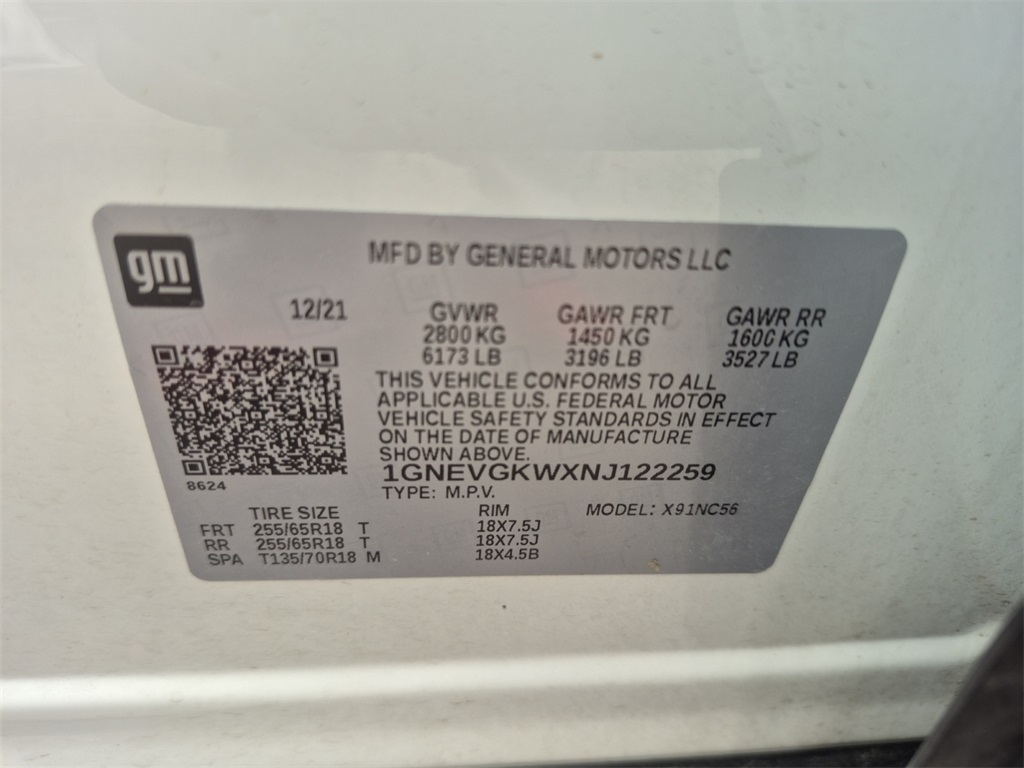 gm
MFD BY GENERAL MOTORS LLC
12/21 GVWR GAWR FRT GAWR RR
2800 KG 1450 KG 1600 KG
6173 LB 3196 LB 3527 LB
THIS VEHICLE CONFORMS TO ALL
APPLICABLE U.S. FEDERAL MOTOR
VEHICLE SAFETY STANDARDS IN EFFECT
ON THE DATE OF MANUFACTURE
SHOWN ABOVE.
1GNEVGKWXNJ122259
8624
TYPE: M.P.V.
TIRE SIZE RIM MODEL: X91NC56
FRT 255/65R18 T 18X7.5J
RR 255/65R18 T 18X7.5J
SPA T135/70R18 M 18X4.5B